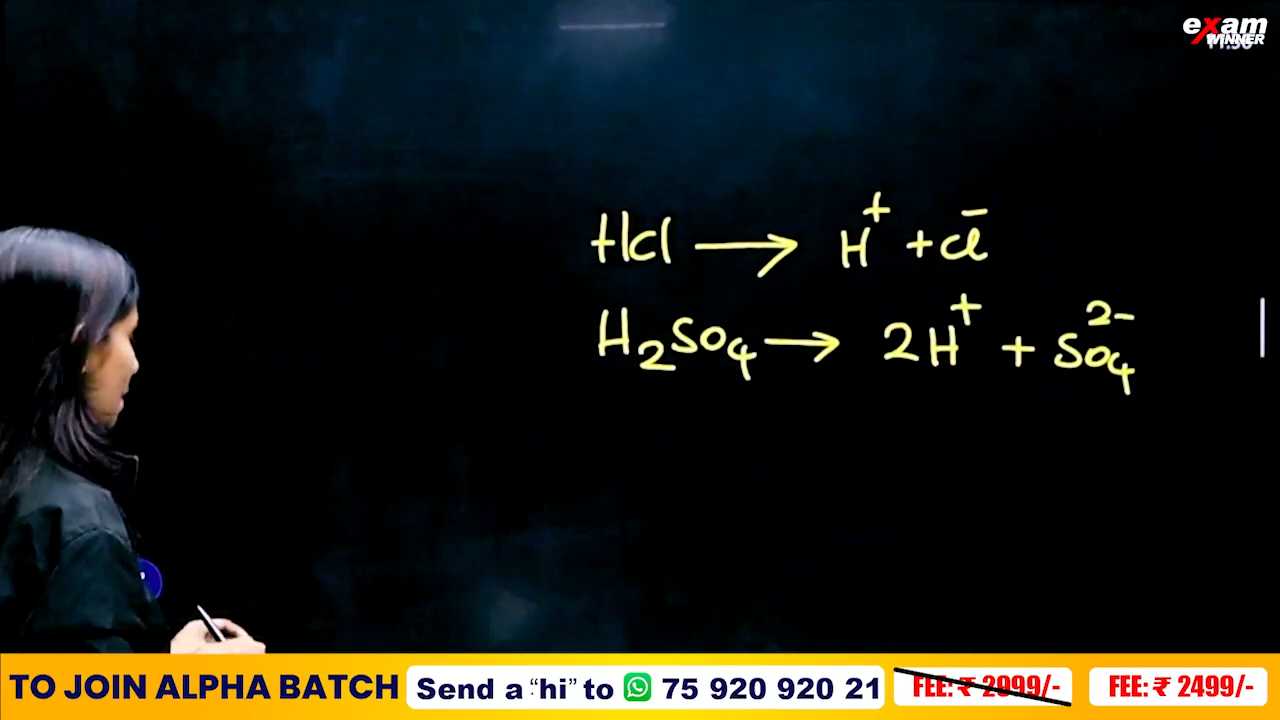 exam
WINNER
HCl → H⁺ + Cl⁻
H₂SO₄ → 2H⁺ + SO₄²⁻
TO JOIN ALPHA BATCH
Send a “hi” to 75 920 920 21
FEE: ₹ 2999/-
FEE: ₹ 2499/-